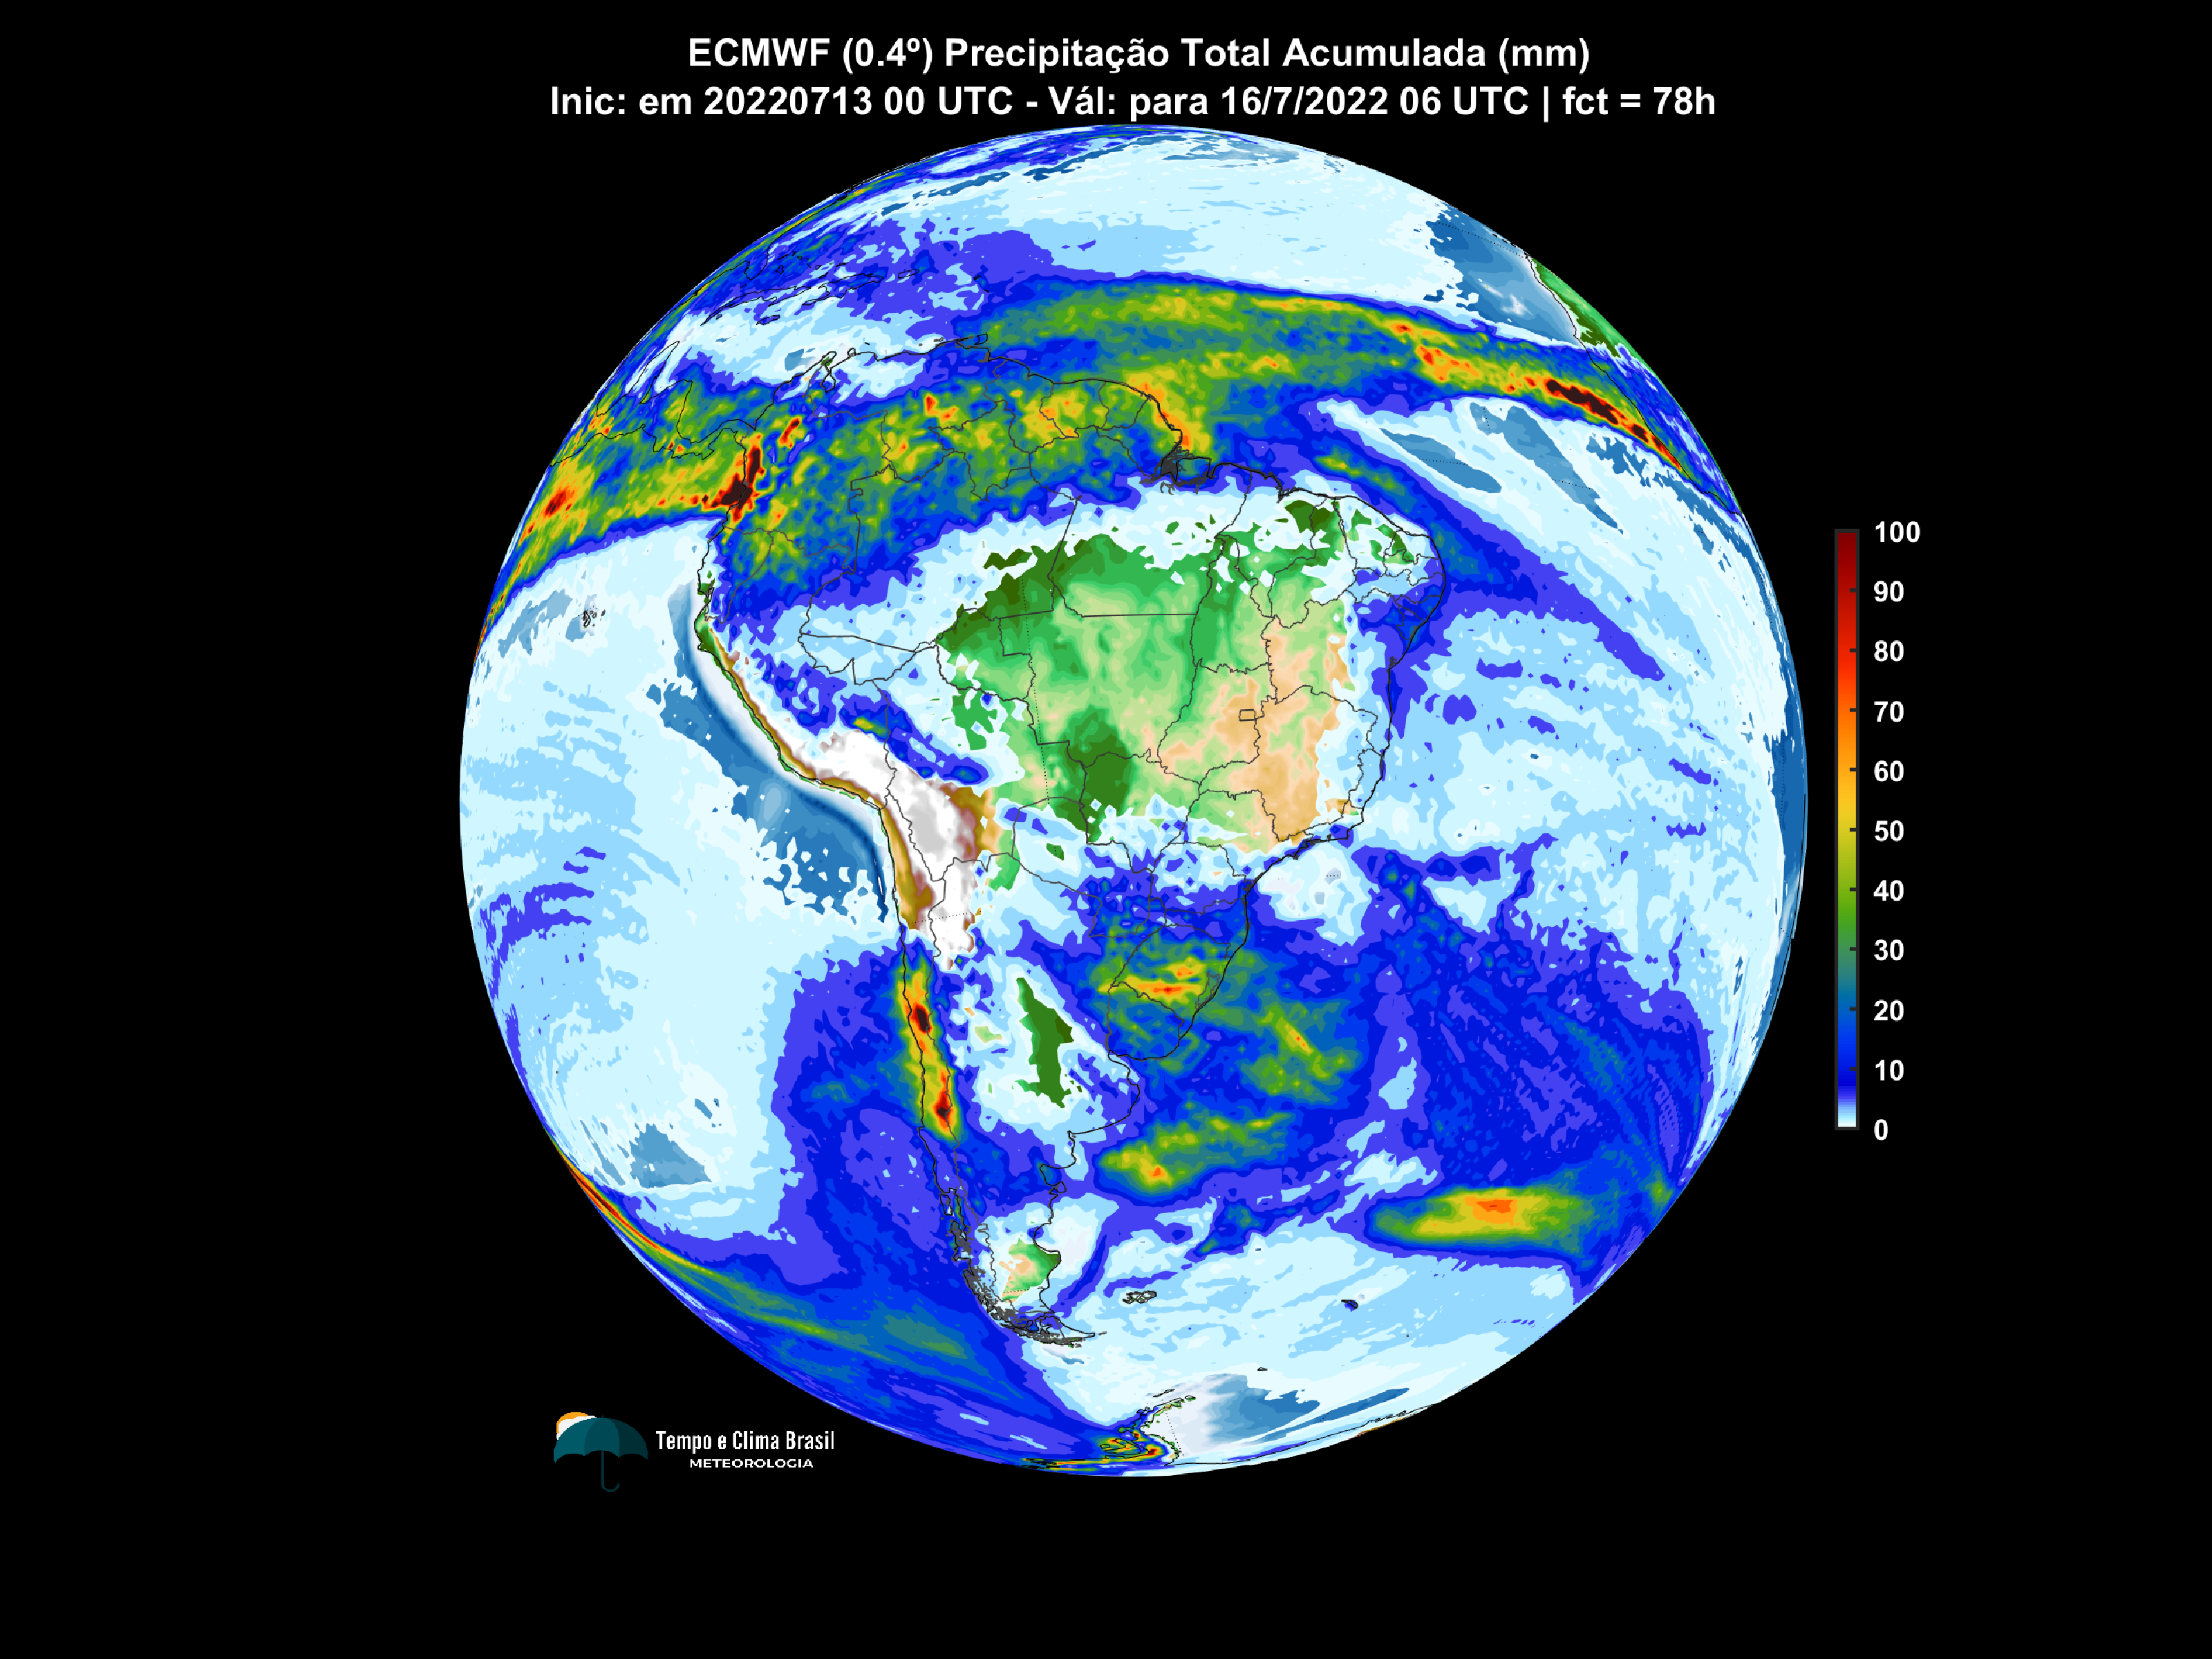 ECMWF (0.4º) Precipitação Total Acumulada (mm)
Inic: em 20220713 00 UTC - Vál: para 16/7/2022 06 UTC | fct = 78h
100
90
80
70
60
50
40
30
20
10
0
Tempo e Clima Brasil
METEOROLOGIA